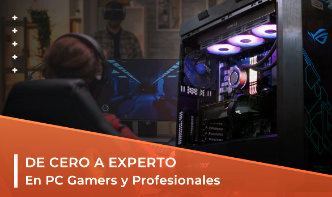 DE CERO A EXPERTO
En PC Gamers y Profesionales